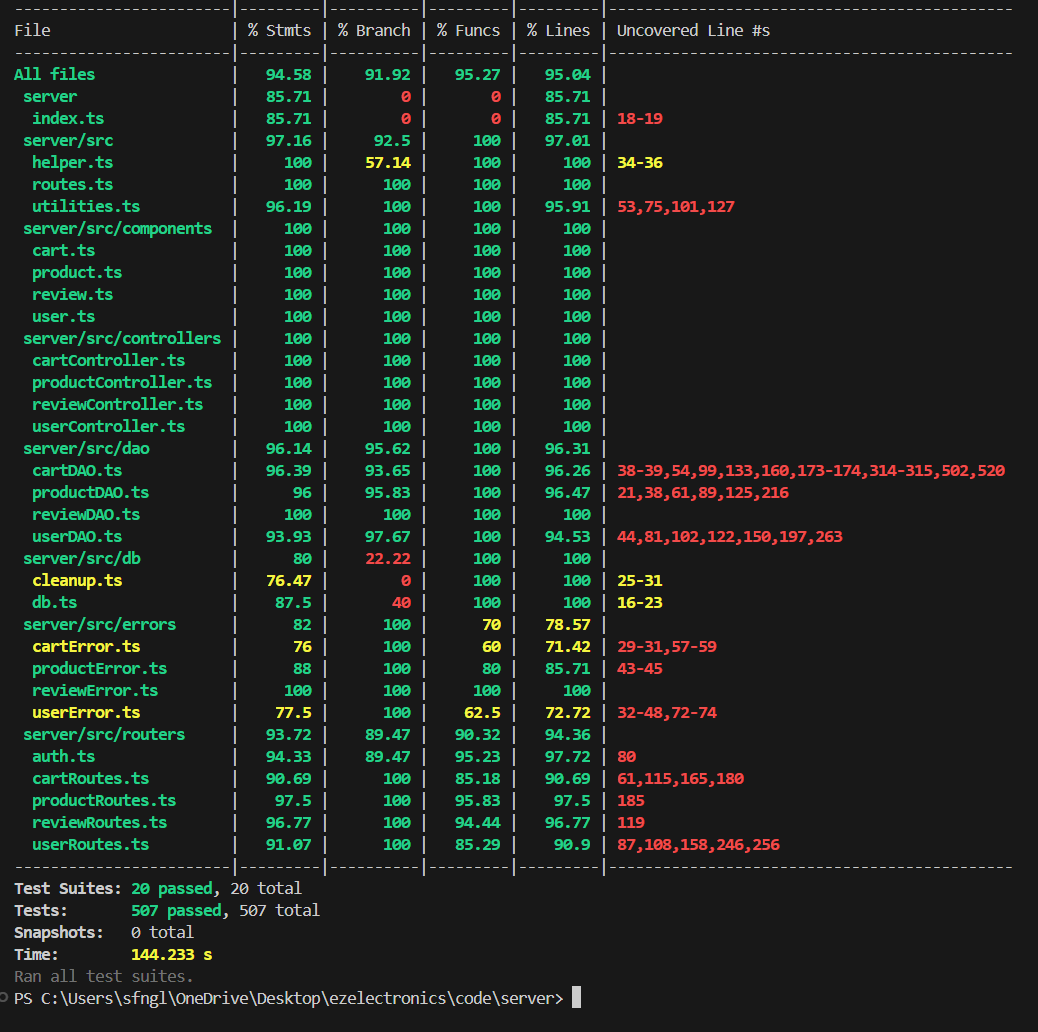 -------------------------|---------|----------|---------|---------|--------------------------------------------
File                     | % Stmts | % Branch | % Funcs | % Lines | Uncovered Line #s
-------------------------|---------|----------|---------|---------|--------------------------------------------
All files                |   94.58 |    91.92 |   95.27 |   95.04 |
 server                  |   85.71 |        0 |       0 |   85.71 |
  index.ts               |   85.71 |        0 |       0 |   85.71 | 18-19
 server/src              |   97.16 |     92.5 |     100 |   97.01 |
  helper.ts              |     100 |    57.14 |     100 |     100 | 34-36
  routes.ts              |     100 |      100 |     100 |     100 |
  utilities.ts           |   96.19 |      100 |     100 |   95.91 | 53,75,101,127
 server/src/components   |     100 |      100 |     100 |     100 |
  cart.ts                |     100 |      100 |     100 |     100 |
  product.ts             |     100 |      100 |     100 |     100 |
  review.ts              |     100 |      100 |     100 |     100 |
  user.ts                |     100 |      100 |     100 |     100 |
 server/src/controllers  |     100 |      100 |     100 |     100 |
  cartController.ts      |     100 |      100 |     100 |     100 |
  productController.ts   |     100 |      100 |     100 |     100 |
  reviewController.ts    |     100 |      100 |     100 |     100 |
  userController.ts      |     100 |      100 |     100 |     100 |
 server/src/dao          |   96.14 |    95.62 |     100 |   96.31 |
  cartDAO.ts             |   96.39 |    93.65 |     100 |   96.26 | 38-39,54,99,133,160,173-174,314-315,502,520
  productDAO.ts          |      96 |    95.83 |     100 |   96.47 | 21,38,61,89,125,216
  reviewDAO.ts           |     100 |      100 |     100 |     100 |
  userDAO.ts             |   93.93 |    97.67 |     100 |   94.53 | 44,81,102,122,150,197,263
 server/src/db           |      80 |    22.22 |     100 |     100 |
  cleanup.ts             |   76.47 |        0 |     100 |     100 | 25-31
  db.ts                  |    87.5 |       40 |     100 |     100 | 16-23
 server/src/errors       |      82 |      100 |      70 |   78.57 |
  cartError.ts           |      76 |      100 |      60 |   71.42 | 29-31,57-59
  productError.ts        |      88 |      100 |      80 |   85.71 | 43-45
  reviewError.ts         |     100 |      100 |     100 |     100 |
  userError.ts           |    77.5 |      100 |    62.5 |   72.72 | 32-48,72-74
 server/src/routers      |   93.72 |    89.47 |   90.32 |   94.36 |
  auth.ts                |   94.33 |    89.47 |   95.23 |   97.72 | 80
  cartRoutes.ts          |   90.69 |      100 |   85.18 |   90.69 | 61,115,165,180
  productRoutes.ts       |    97.5 |      100 |   95.83 |    97.5 | 185
  reviewRoutes.ts        |   96.77 |      100 |   94.44 |   96.77 | 119
  userRoutes.ts          |   91.07 |      100 |   85.29 |    90.9 | 87,108,158,246,256
-------------------------|---------|----------|---------|---------|--------------------------------------------
Test Suites: 20 passed, 20 total
Tests:       507 passed, 507 total
Snapshots:   0 total
Time:        144.233 s
Ran all test suites.
PS C:\Users\sfngl\OneDrive\Desktop\ezelectronics\code\server>